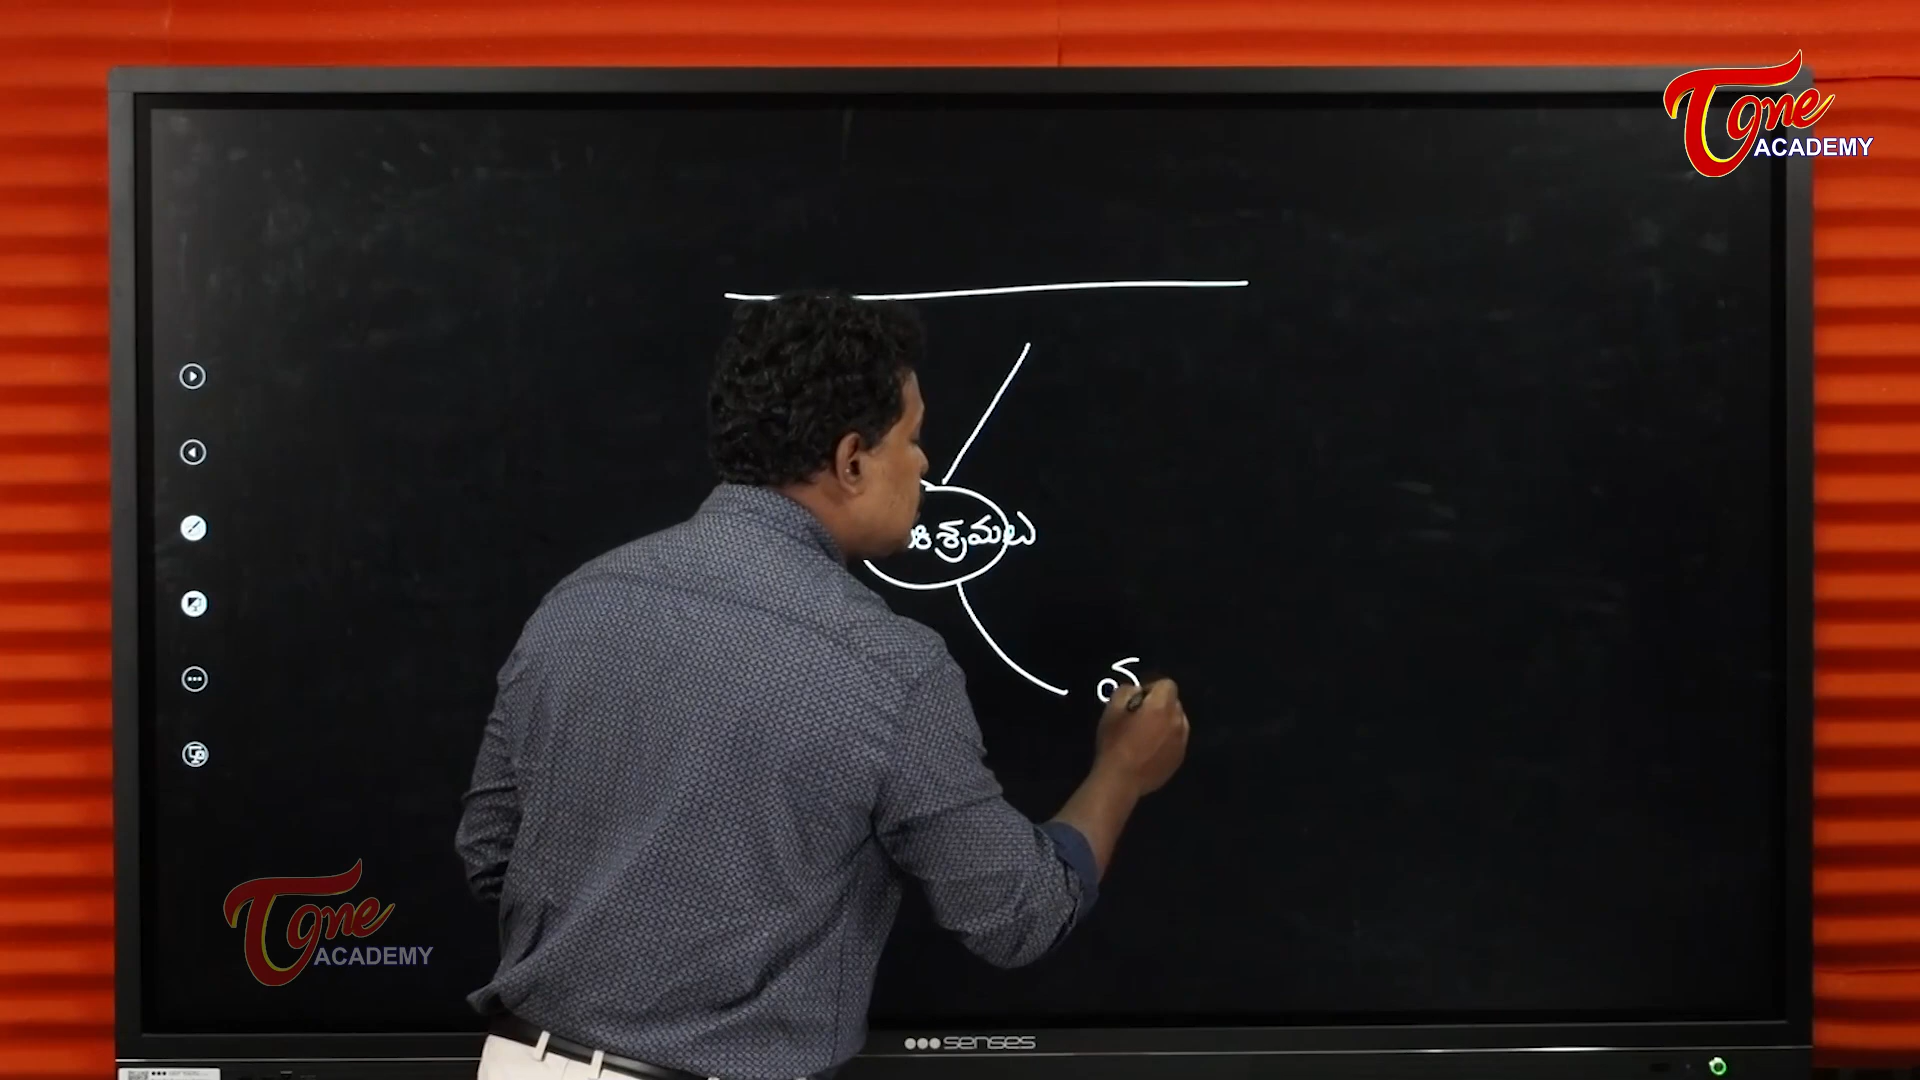 Tone
ACADEMY
శ్రమలు
Tone
ACADEMY
senses